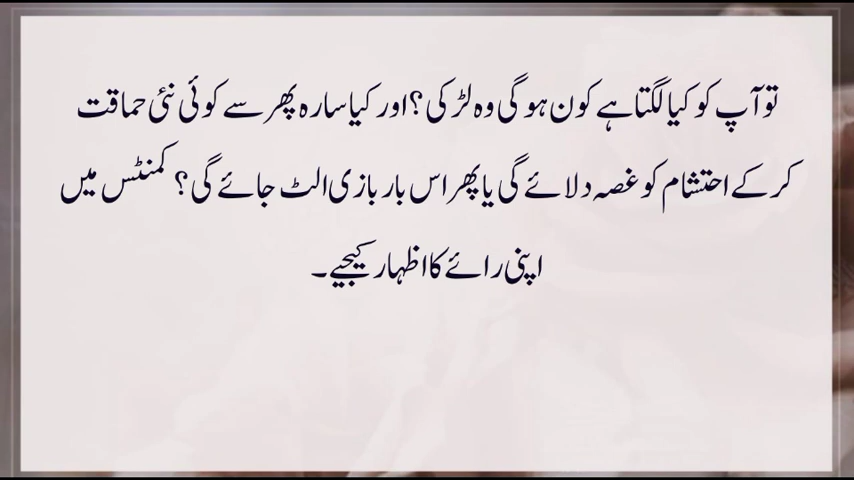 تو آپ کو کیا لگتا ہے کون ہوگی وہ لڑکی؟ اور کیا سارہ پھر سے کوئی نئی حماقت
کر کے احتشام کو غصہ دلائے گی یا پھر اس بار بازی الٹ جائے گی؟ کمنٹس میں
اپنی رائے کا اظہار کیجیے۔